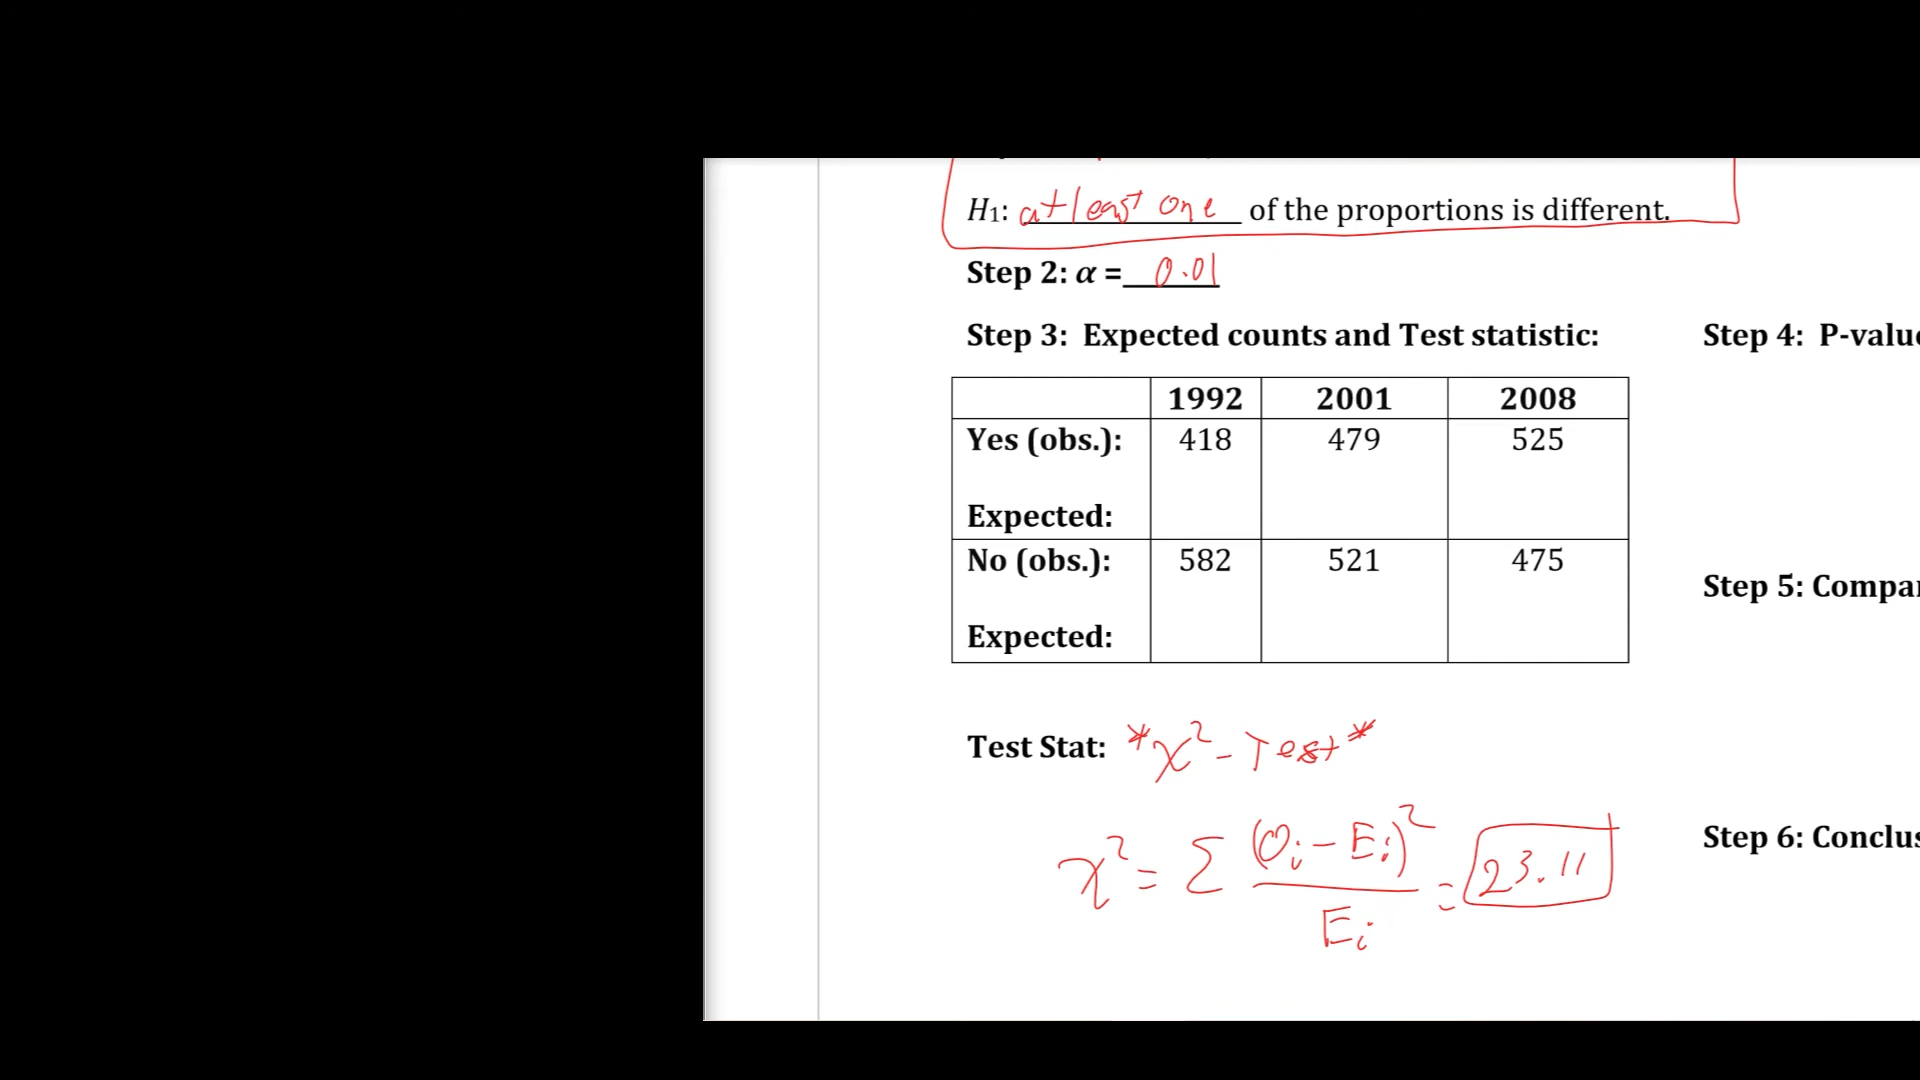 H1: at least one of the proportions is different.
Step 2: α = 0.01
Step 3: Expected counts and Test statistic:
Step 4: P-value
1992 2001 2008
Yes (obs.): 418 479 525
Expected:
No (obs.): 582 521 475
Step 5: Compar
Expected:
Test Stat: *χ² - Test*
χ² = Σ (Oi - Ei)² / Ei = 23.11
Step 6: Conclus